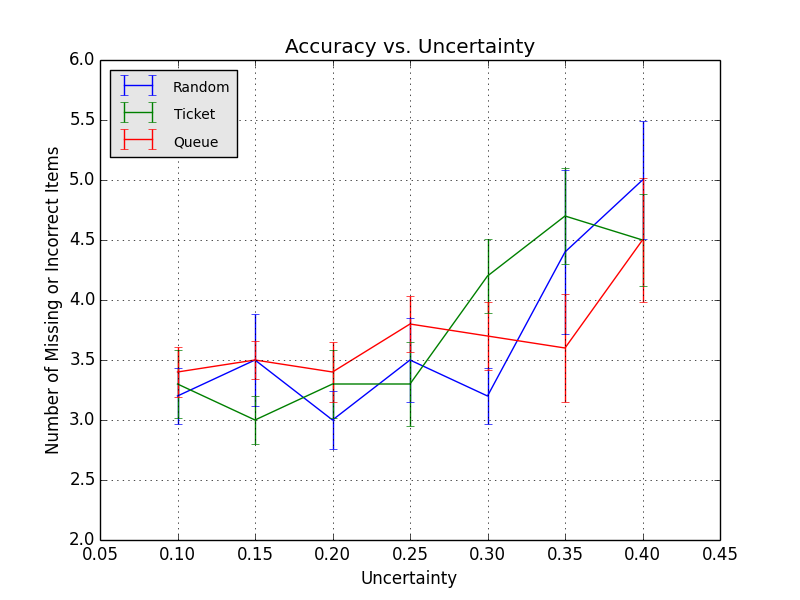 Accuracy vs. Uncertainty
6.0
5.5
5.0
4.5
4.0
3.5
3.0
2.5
2.0
Number of Missing or Incorrect Items
Random
Ticket
Queue
0.05 0.10 0.15 0.20 0.25 0.30 0.35 0.40 0.45
Uncertainty